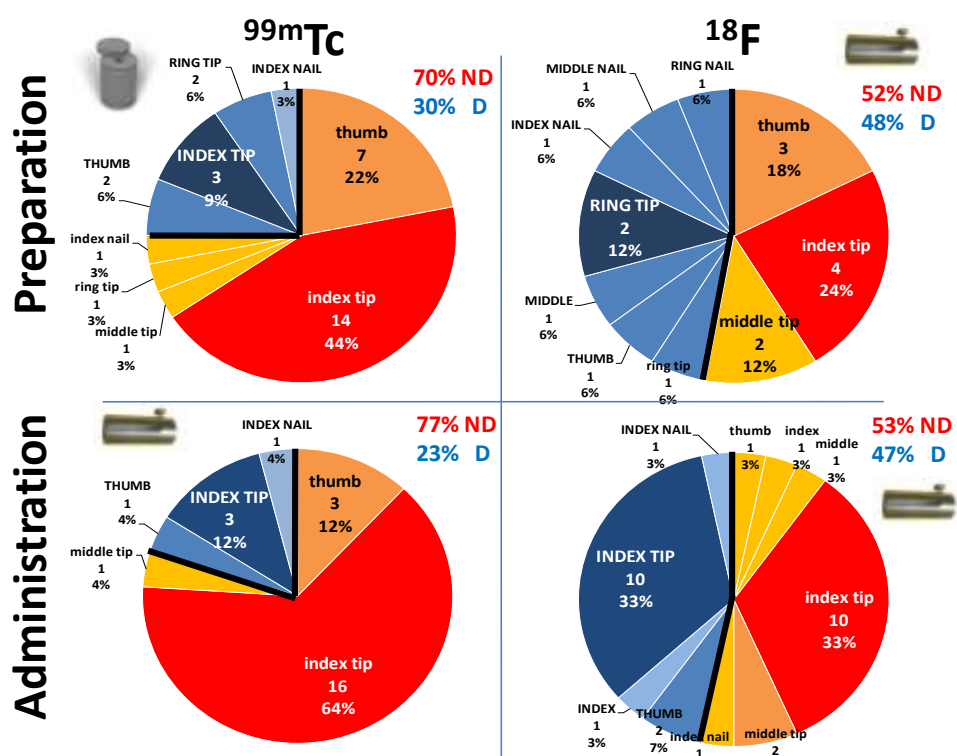 99mTc
18F
Preparation
70% ND
30% D
INDEX NAIL
1
3%
thumb
7
22%
index tip
14
44%
middle tip
1
3%
ring tip
1
3%
index nail
1
3%
THUMB
2
6%
INDEX TIP
3
9%
RING TIP
2
6%
52% ND
48% D
RING NAIL
1
6%
thumb
3
18%
index tip
4
24%
middle tip
2
12%
ring tip
1
6%
THUMB
1
6%
MIDDLE
1
6%
RING TIP
2
12%
INDEX NAIL
1
6%
MIDDLE NAIL
1
6%
Administration
77% ND
23% D
INDEX NAIL
1
4%
thumb
3
12%
index tip
16
64%
middle tip
1
4%
THUMB
1
4%
INDEX TIP
3
12%
53% ND
47% D
INDEX NAIL
1
3%
thumb
1
3%
index
1
3%
middle
1
3%
index tip
10
33%
middle tip
2
index nail
1
THUMB
2
7%
INDEX
1
3%
INDEX TIP
10
33%